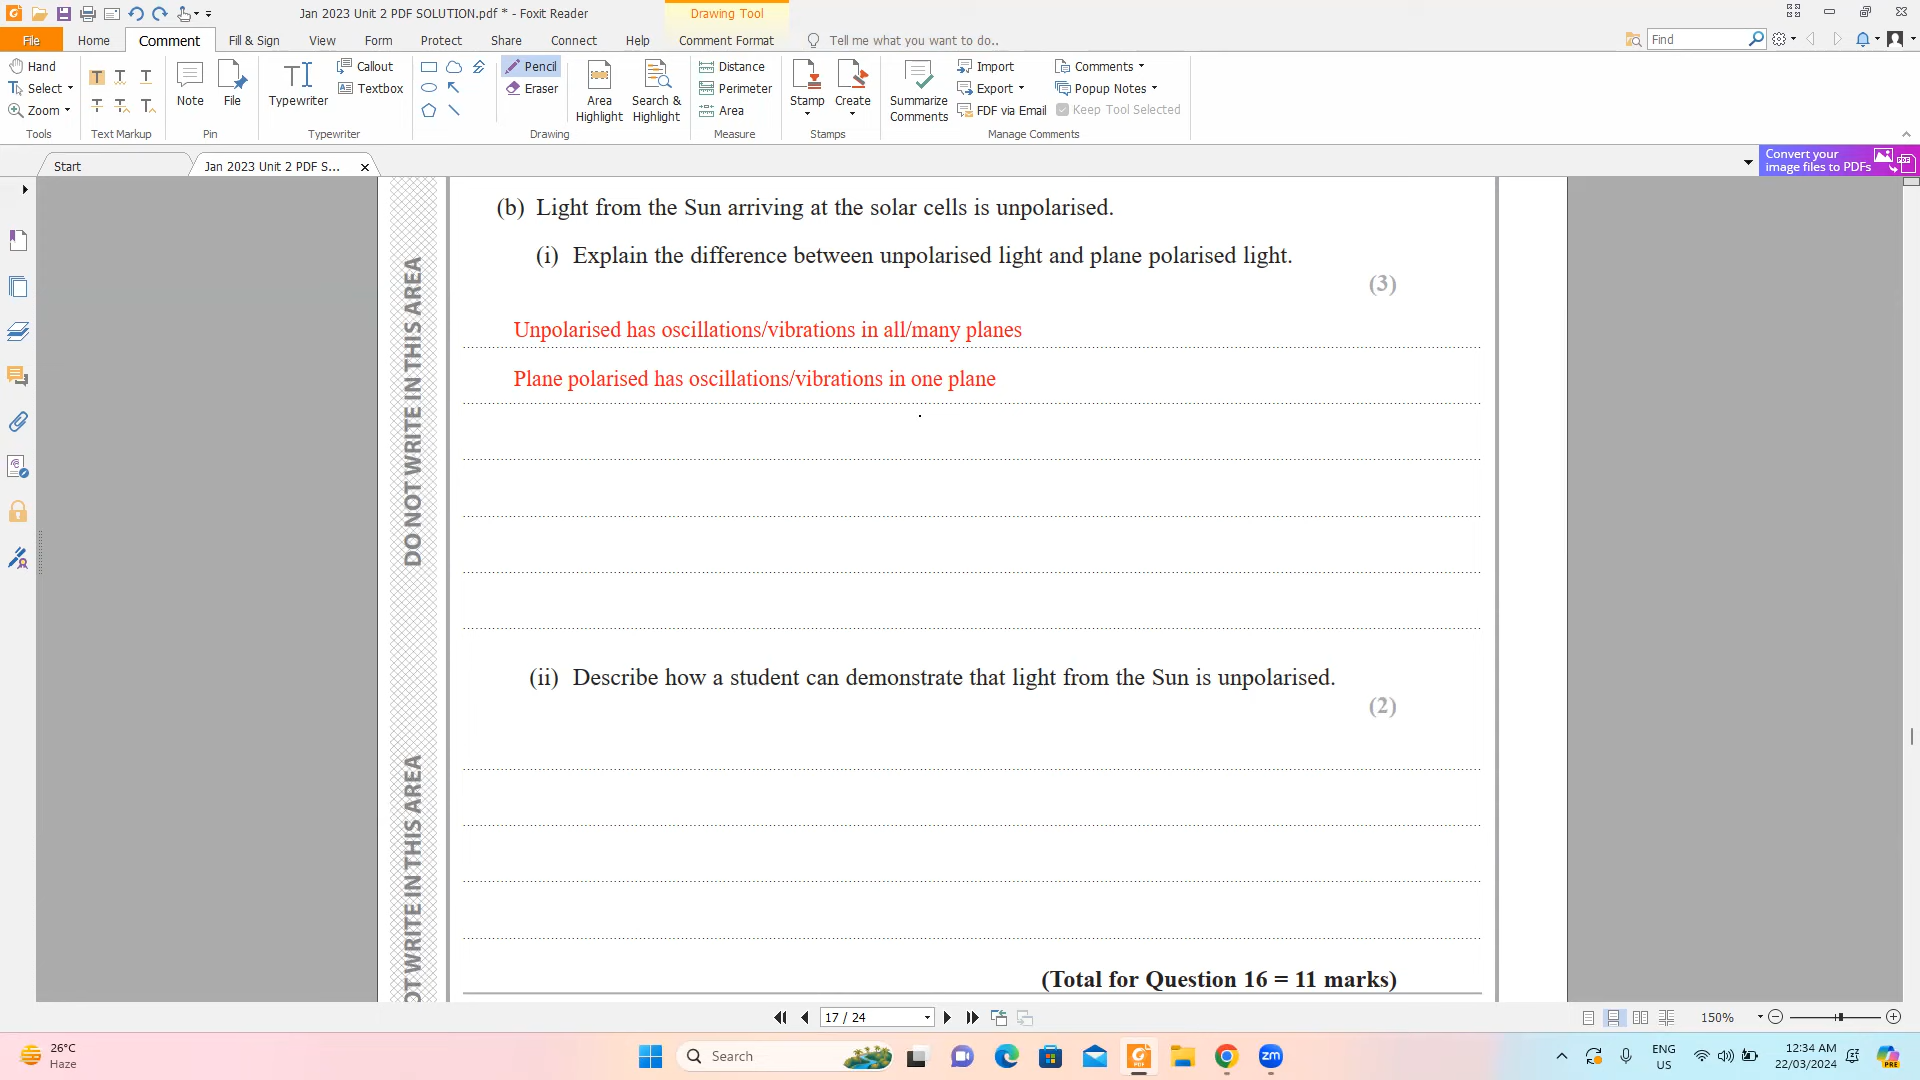 Jan 2023 Unit 2 PDF SOLUTION.pdf * - Foxit Reader
Drawing Tool
File Home Comment Fill & Sign View Form Protect Share Connect Help Comment Format Tell me what you want to do.. Find
Hand
Select
Zoom
Tools
Text Markup
Note
File
Pin
Typewriter
Callout
Textbox
Typewriter
Pencil
Eraser
Area Highlight
Search & Highlight
Drawing
Distance
Perimeter
Area
Measure
Stamp
Create
Stamps
Summarize Comments
Import
Export
FDF via Email
Comments
Popup Notes
Keep Tool Selected
Manage Comments
Start
Jan 2023 Unit 2 PDF S...
Convert your
image files to PDFs
DO NOT WRITE IN THIS AREA
(b) Light from the Sun arriving at the solar cells is unpolarised.
(i) Explain the difference between unpolarised light and plane polarised light.
(3)
Unpolarised has oscillations/vibrations in all/many planes
Plane polarised has oscillations/vibrations in one plane
(ii) Describe how a student can demonstrate that light from the Sun is unpolarised.
(2)
OT WRITE IN THIS AREA
(Total for Question 16 = 11 marks)
17 / 24
150%
26°C
Haze
Search
zm
ENG
US
12:34 AM
22/03/2024
PRE